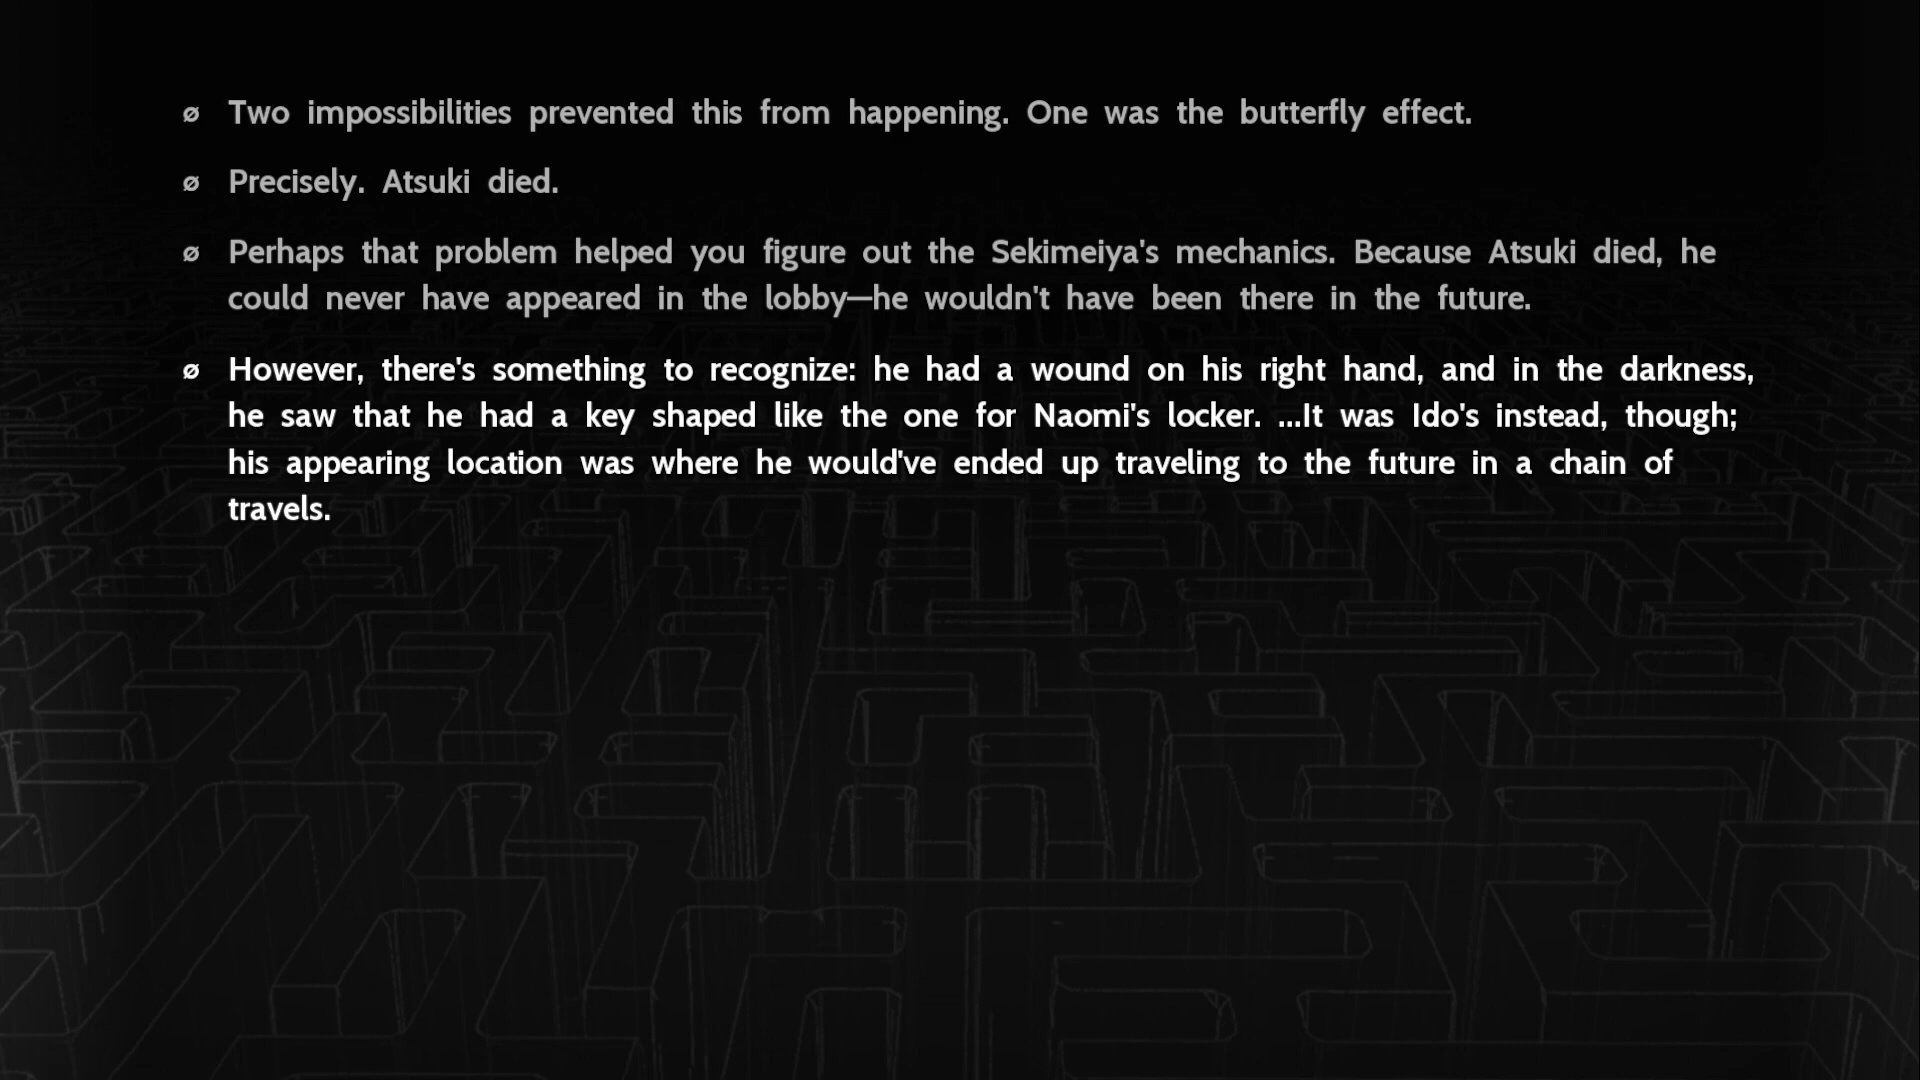 ø Two impossibilities prevented this from happening. One was the butterfly effect.
ø Precisely. Atsuki died.
ø Perhaps that problem helped you figure out the Sekimeiya's mechanics. Because Atsuki died, he
could never have appeared in the lobby—he wouldn't have been there in the future.
ø However, there's something to recognize: he had a wound on his right hand, and in the darkness,
he saw that he had a key shaped like the one for Naomi's locker. ...It was Ido's instead, though;
his appearing location was where he would've ended up traveling to the future in a chain of
travels.